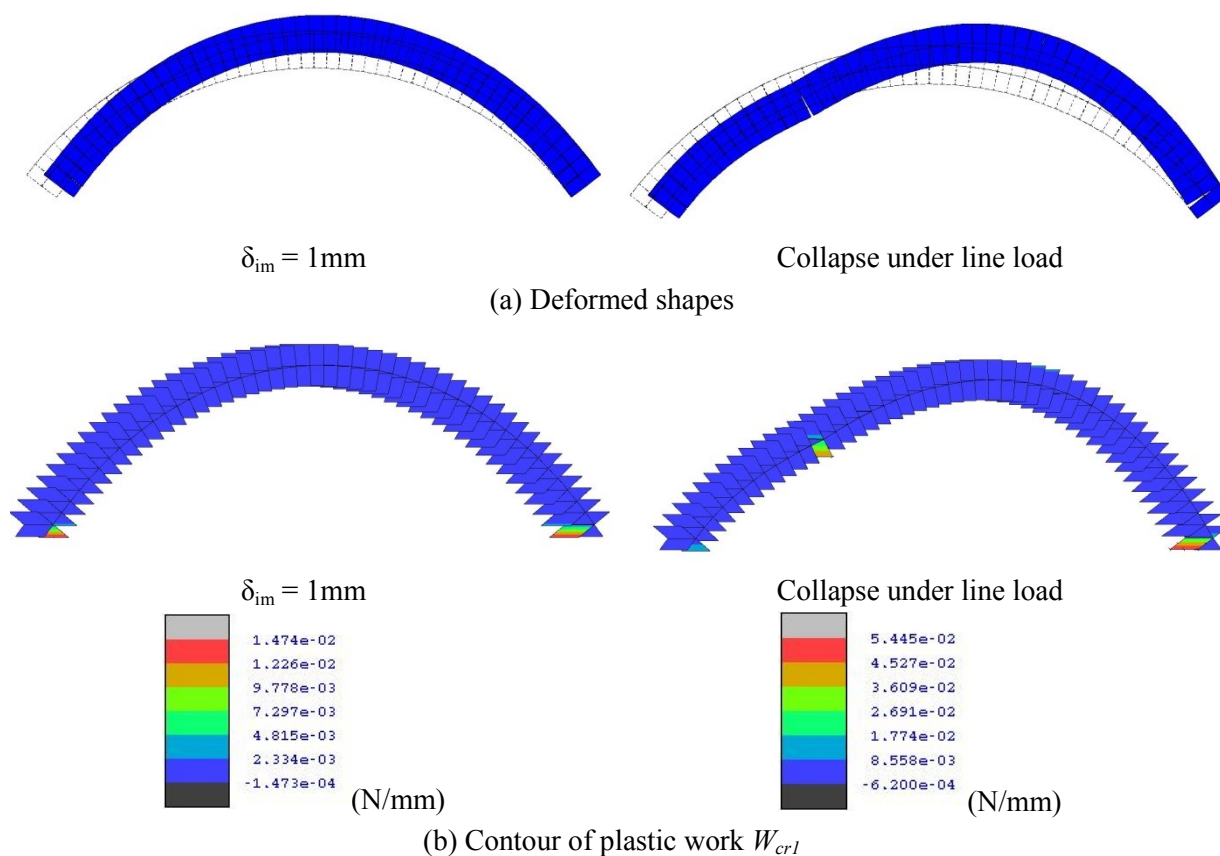 δim = 1mm Collapse under line load
(a) Deformed shapes
δim = 1mm Collapse under line load
1.474e-02 5.445e-02
1.226e-02 4.527e-02
9.778e-03 3.609e-02
7.297e-03 2.691e-02
4.815e-03 1.774e-02
2.334e-03 8.558e-03
-1.473e-04 -6.200e-04
(N/mm) (N/mm)
(b) Contour of plastic work Wcr1